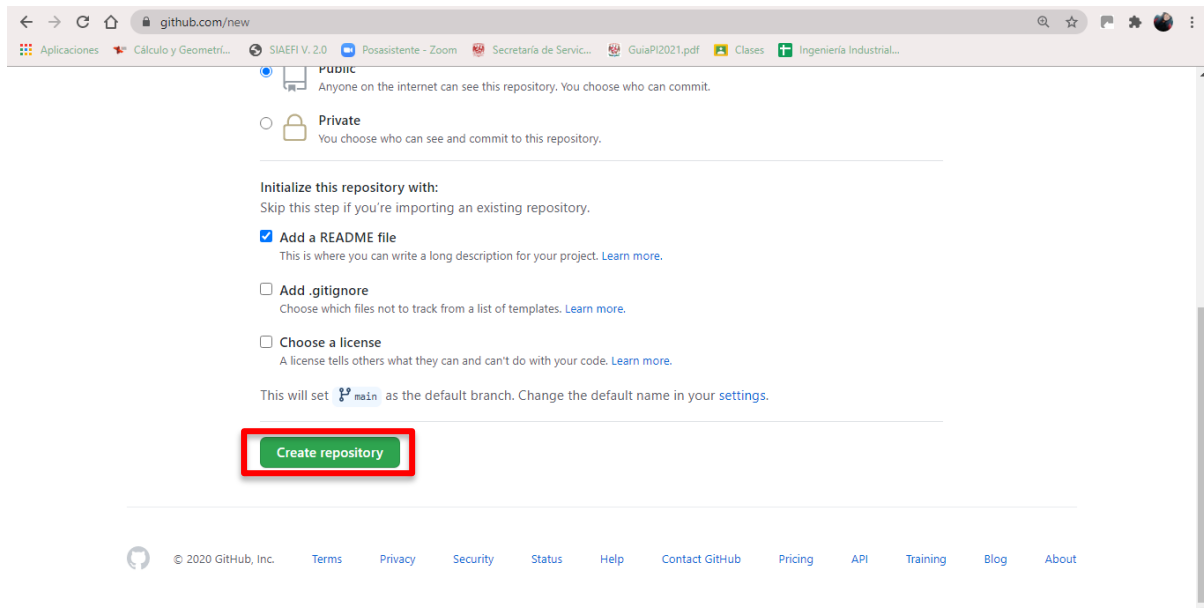 github.com/new
Aplicaciones Cálculo y Geometrí... SIAEFI V. 2.0 Posasistente - Zoom Secretaría de Servic... GuiaPI2021.pdf Clases Ingeniería Industrial...
Public
Anyone on the internet can see this repository. You choose who can commit.
Private
You choose who can see and commit to this repository.
Initialize this repository with:
Skip this step if you're importing an existing repository.
Add a README file
This is where you can write a long description for your project. Learn more.
Add .gitignore
Choose which files not to track from a list of templates. Learn more.
Choose a license
A license tells others what they can and can't do with your code. Learn more.
This will set main as the default branch. Change the default name in your settings.
Create repository
© 2020 GitHub, Inc. Terms Privacy Security Status Help Contact GitHub Pricing API Training Blog About